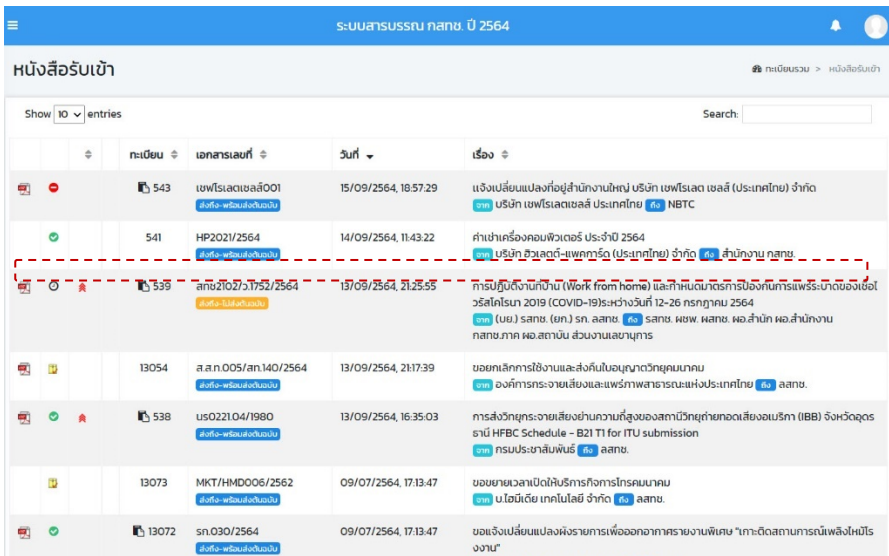 ระบบสารบรรณ กสทช. ปี 2564
หนังสือรับเข้า
ทะเบียนรวม > หนังสือรับเข้า
Show 10 entries
Search:
ทะเบียน เอกสารเลขที่ วันที่ เรื่อง
543 เชฟโรเลตเซลส์001 15/09/2564, 18:57:29 แจ้งเปลี่ยนแปลงที่อยู่สำนักงานใหญ่ บริษัท เชฟโรเลต เซลส์ (ประเทศไทย) จำกัด
ส่งถึง-พร้อมส่งต้นฉบับ จาก บริษัท เชฟโรเลตเซลส์ ประเทศไทย ถึง NBTC
541 HP2021/2564 14/09/2564, 11:43:22 ค่าเช่าเครื่องคอมพิวเตอร์ ประจำปี 2564
ส่งถึง-พร้อมส่งต้นฉบับ จาก บริษัท ฮิวเลตต์-แพคการ์ด (ประเทศไทย) จำกัด ถึง สำนักงาน กสทช.
539 สทช2102/ว.1752/2564 13/09/2564, 21:25:55 การปฏิบัติงานที่บ้าน (Work from home) และกำหนดมาตรการป้องกันการแพร่ระบาดของเชื้อไ
ส่งถึง-ไม่ส่งต้นฉบับ วรัสโคโรนา 2019 (COVID-19)ระหว่างวันที่ 12-26 กรกฎาคม 2564
จาก (บย.) รสทช. (ยก.) รก. ลสทช. ถึง รสทช. ผชพ. ผสทช. ผอ.สำนัก ผอ.สำนักงาน
กสทช.ภาค ผอ.สถาบัน ส่วนงานเลขานุการ
13054 ส.ส.ท.005/สท.140/2564 13/09/2564, 21:17:39 ขอยกเลิกการใช้งานและส่งคืนใบอนุญาตวิทยุคมนาคม
ส่งถึง-พร้อมส่งต้นฉบับ จาก องค์การกระจายเสียงและแพร่ภาพสาธารณะแห่งประเทศไทย ถึง ลสทช.
538 นร0221.04/1980 13/09/2564, 16:35:03 การส่งวิทยุกระจายเสียงย่านความถี่สูงของสถานีวิทยุถ่ายทอดเสียงอเมริกา (IBB) จังหวัดอุดร
ส่งถึง-พร้อมส่งต้นฉบับ ธานี HFBC Schedule - B21 T1 for ITU submission
จาก กรมประชาสัมพันธ์ ถึง ลสทช.
13073 MKT/HMD006/2562 09/07/2564, 17:13:47 ขอขยายเวลาเปิดให้บริการกิจการโทรคมนาคม
ส่งถึง-พร้อมส่งต้นฉบับ จาก บ.ไฮมีเดีย เทคโนโลยี จำกัด ถึง ลสทช.
13072 รก.030/2564 09/07/2564, 17:13:47 ขอแจ้งเปลี่ยนแปลงผังรายการเพื่อออกอากาศรายงานพิเศษ "เกาะติดสถานการณ์เพลิงไหม้โร
ส่งถึง-พร้อมส่งต้นฉบับ งงาน"